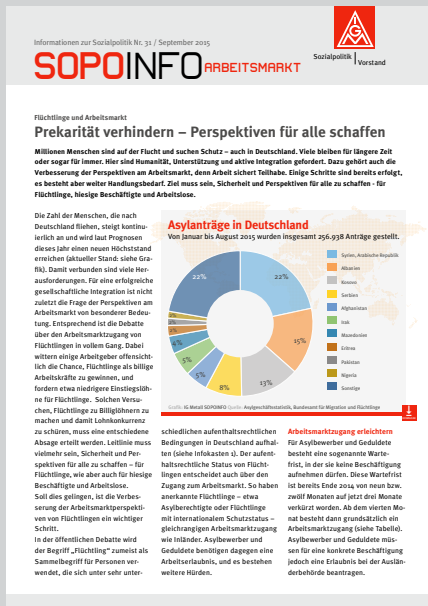 Informationen zur Sozialpolitik Nr. 31 / September 2015
SOPOINFO ARBEITSMARKT
Sozialpolitik
Vorstand
Flüchtlinge und Arbeitsmarkt
Prekarität verhindern – Perspektiven für alle schaffen
Millionen Menschen sind auf der Flucht und suchen Schutz – auch in Deutschland. Viele bleiben für längere Zeit
oder sogar für immer. Hier sind Humanität, Unterstützung und aktive Integration gefordert. Dazu gehört auch die
Verbesserung der Perspektiven am Arbeitsmarkt, denn Arbeit sichert Teilhabe. Einige Schritte sind bereits erfolgt,
es besteht aber weiter Handlungsbedarf. Ziel muss sein, Sicherheit und Perspektiven für alle zu schaffen - für
Flüchtlinge, hiesige Beschäftigte und Arbeitslose.
Die Zahl der Menschen, die nach
Deutschland fliehen, steigt kontinu-
ierlich an und wird laut Prognosen
dieses Jahr einen neuen Höchststand
erreichen (aktueller Stand: siehe Gra-
fik). Damit verbunden sind viele Her-
ausforderungen. Für eine erfolgreiche
gesellschaftliche Integration ist nicht
zuletzt die Frage der Perspektiven am
Arbeitsmarkt von besonderer Bedeu-
tung. Entsprechend ist die Debatte
über den Arbeitsmarktzugang von
Flüchtlingen in vollem Gang. Dabei
wittern einige Arbeitgeber offensicht-
lich die Chance, Flüchtlinge als billige
Arbeitskräfte zu gewinnen, und
fordern etwa niedrigere Einstiegslöh-
ne für Flüchtlinge. Solchen Versu-
chen, Flüchtlinge zu Billiglöhnern zu
machen und damit Lohnkonkurrenz
zu schüren, muss eine entschiedene
Absage erteilt werden. Leitlinie muss
vielmehr sein, Sicherheit und Per-
spektiven für alle zu schaffen – für
Flüchtlinge, wie aber auch für hiesige
Beschäftigte und Arbeitslose.
Soll dies gelingen, ist die Verbes-
serung der Arbeitsmarktperspekti-
ven von Flüchtlingen ein wichtiger
Schritt.
In der öffentlichen Debatte wird
der Begriff „Flüchtling“ zumeist als
Sammelbegriff für Personen ver-
wendet, die sich unter sehr unter-
Asylanträge in Deutschland
Von Januar bis August 2015 wurden insgesamt 256.938 Anträge gestellt.
22%
15%
13%
8%
5%
5%
4%
22%
Syrien, Arabische Republik
Albanien
Kosovo
Serbien
Afghanistan
Irak
Mazedonien
Eritrea
Pakistan
Nigeria
Sonstige
Grafik: IG Metall SOPOINFO Quelle: Asylgeschäftsstatistik, Bundesamt für Migration und Flüchtlinge
schiedlichen aufenthaltsrechtlichen
Bedingungen in Deutschland aufhal-
ten (siehe Infokasten 1). Der aufent-
haltsrechtliche Status von Flücht-
lingen entscheidet auch über den
Zugang zum Arbeitsmarkt. So haben
anerkannte Flüchtlinge – etwa
Asylberechtigte oder Flüchtlinge
mit internationalem Schutzstatus –
gleichrangigen Arbeitsmarktzugang
wie Inländer. Asylbewerber und
Geduldete benötigen dagegen eine
Arbeitserlaubnis, und es bestehen
weitere Hürden.
Arbeitsmarktzugang erleichtern
Für Asylbewerber und Geduldete
besteht eine sogenannte Warte-
frist, in der sie keine Beschäftigung
aufnehmen dürfen. Diese Wartefrist
ist bereits Ende 2014 von neun bzw.
zwölf Monaten auf jetzt drei Monate
verkürzt worden. Ab dem vierten Mo-
nat besteht dann grundsätzlich ein
Arbeitsmarktzugang (siehe Tabelle).
Asylbewerber und Geduldete müs-
sen für eine konkrete Beschäftigung
jedoch eine Erlaubnis bei der Auslän-
derbehörde beantragen.